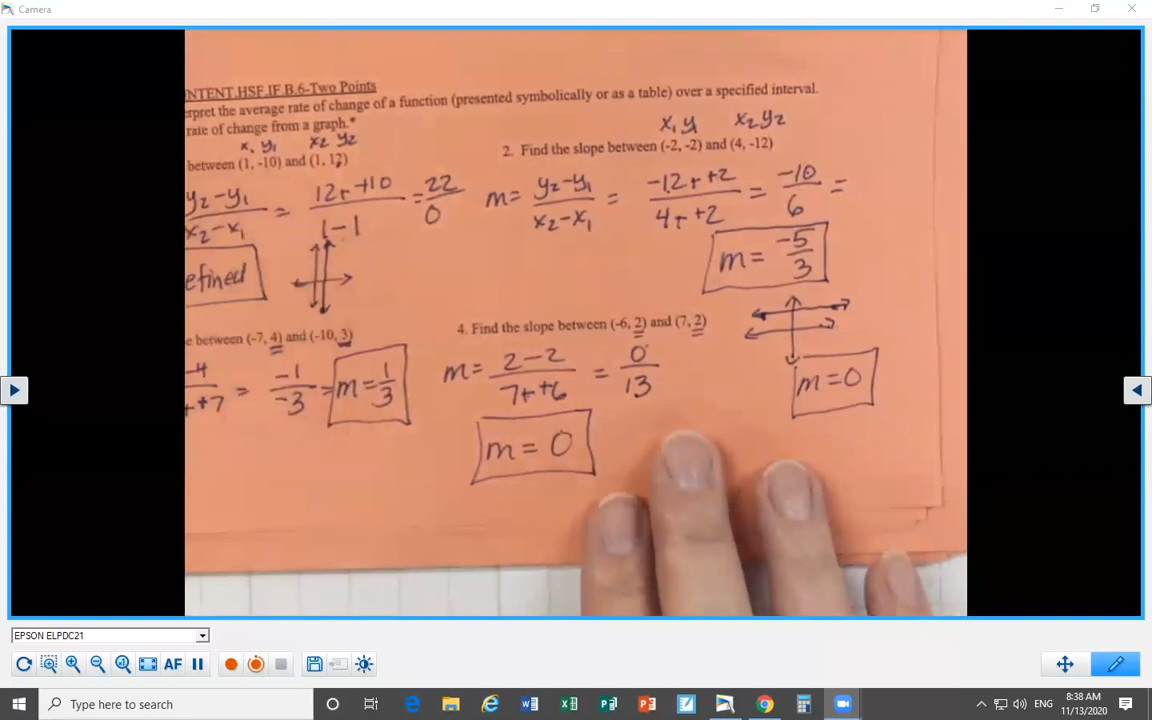 Camera
NTENT.HSF.IF.B.6-Two Points
erpret the average rate of change of a function (presented symbolically or as a table) over a specified interval.
rate of change from a graph.*
x, y₁ x₂ y₂
between (1, -10) and (1, 12)
y₂-y₁ / x₂-x₁ = 12+ +10 / 1-1 = 22 / 0
efined
x₁ y₁ x₂ y₂
2. Find the slope between (-2, -2) and (4, -12)
m = y₂-y₁ / x₂-x₁ = -12+ +2 / 4+ +2 = -10 / 6 =
m = -5 / 3
e between (-7, 4) and (-10, 3)
-4 / + +7 = -1 / -3 = m = 1 / 3
4. Find the slope between (-6, 2) and (7, 2)
m = 2-2 / 7+ +6 = 0 / 13
m = 0
m = 0
EPSON ELPDC21
AF
Type here to search
ENG
8:38 AM
11/13/2020